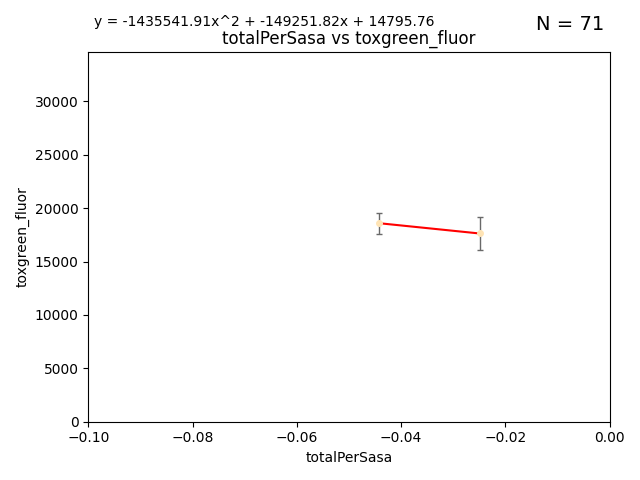 y = -1435541.91x^2 + -149251.82x + 14795.76
N = 71
totalPerSasa vs toxgreen_fluor
30000
25000
20000
15000
10000
5000
0
toxgreen_fluor
−0.10
−0.08
−0.06
−0.04
−0.02
0.00
totalPerSasa